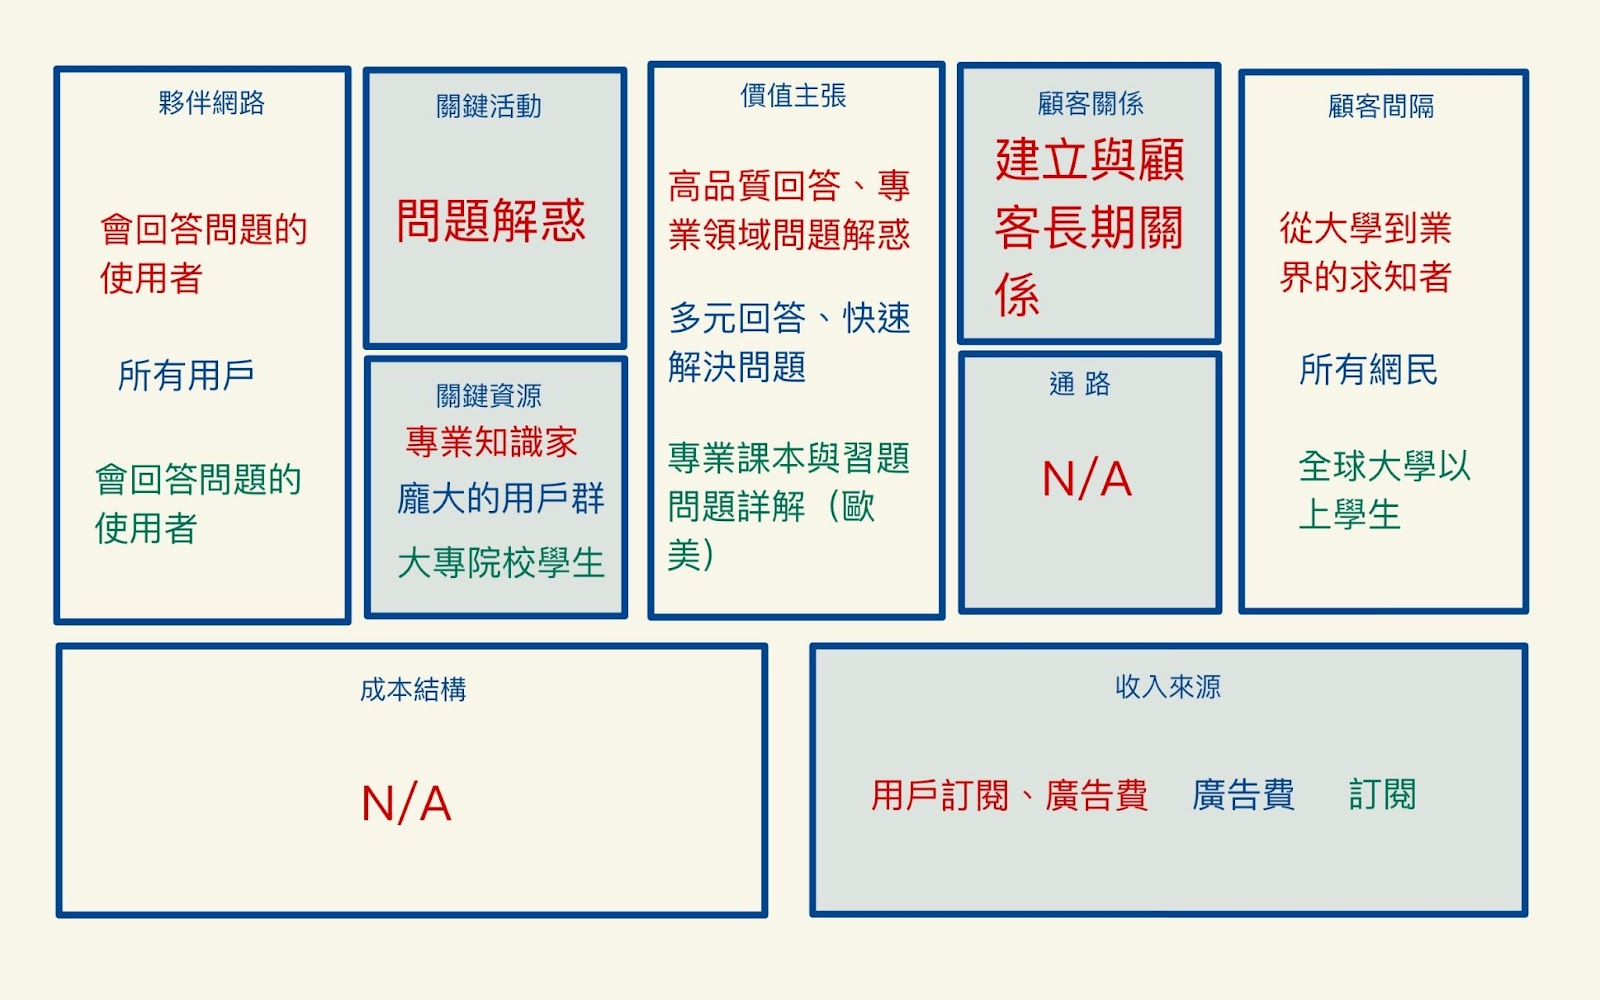 夥伴網路
會回答問題的
使用者
所有用戶
會回答問題的
使用者
關鍵活動
問題解惑
關鍵資源
專業知識家
龐大的用戶群
大專院校學生
價值主張
高品質回答、專
業領域問題解惑
多元回答、快速
解決問題
專業課本與習題
問題詳解（歐
美）
顧客關係
建立與顧
客長期關
係
通 路
N/A
顧客間隔
從大學到業
界的求知者
所有網民
全球大學以
上學生
成本結構
N/A
收入來源
用戶訂閱、廣告費 廣告費 訂閱